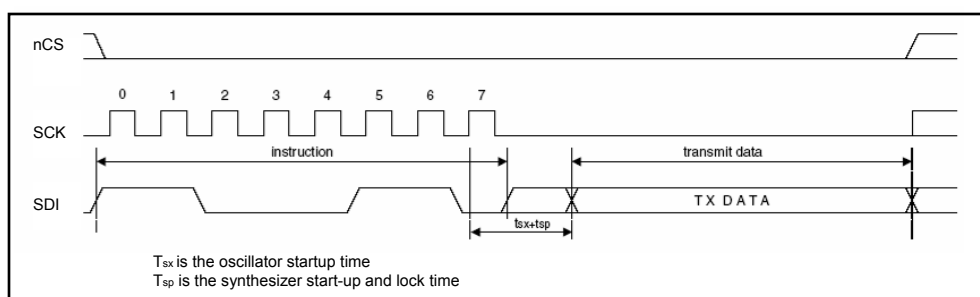 nCS
0 1 2 3 4 5 6 7
SCK
instruction
transmit data
SDI
TX DATA
tsx+tsp
Tsx is the oscillator startup time
Tsp is the synthesizer start-up and lock time